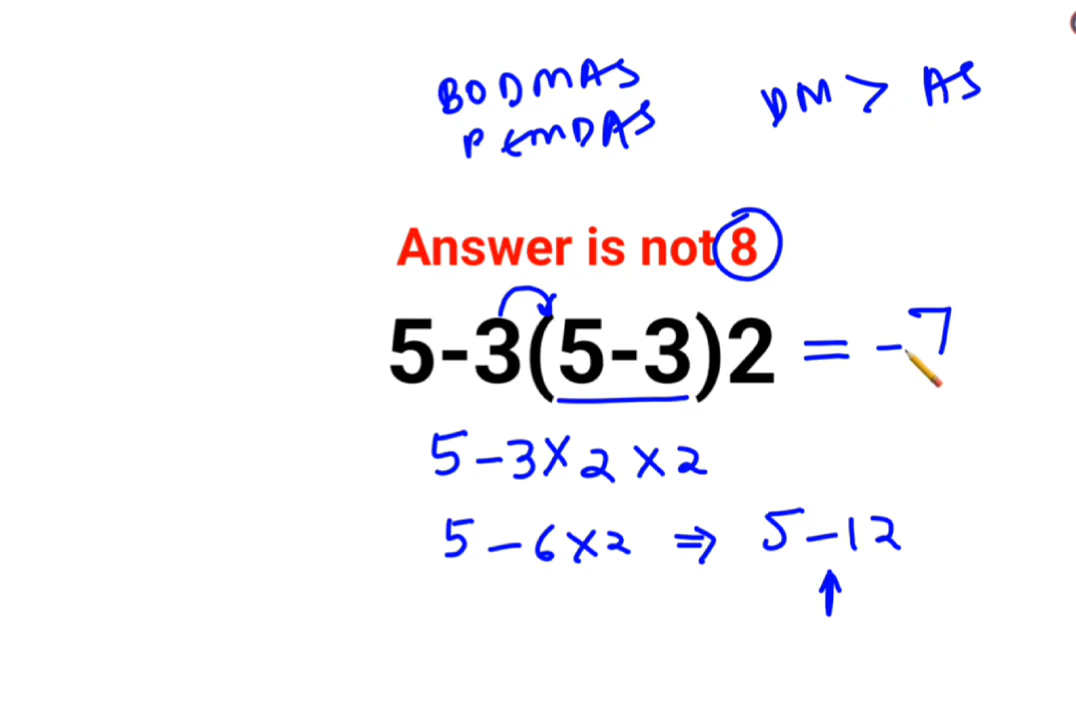 BODMAS
PEMDAS
DM > AS
Answer is not 8
5-3(5-3)2 = -7
5-3×2×2
5-6×2 ⇒ 5-12